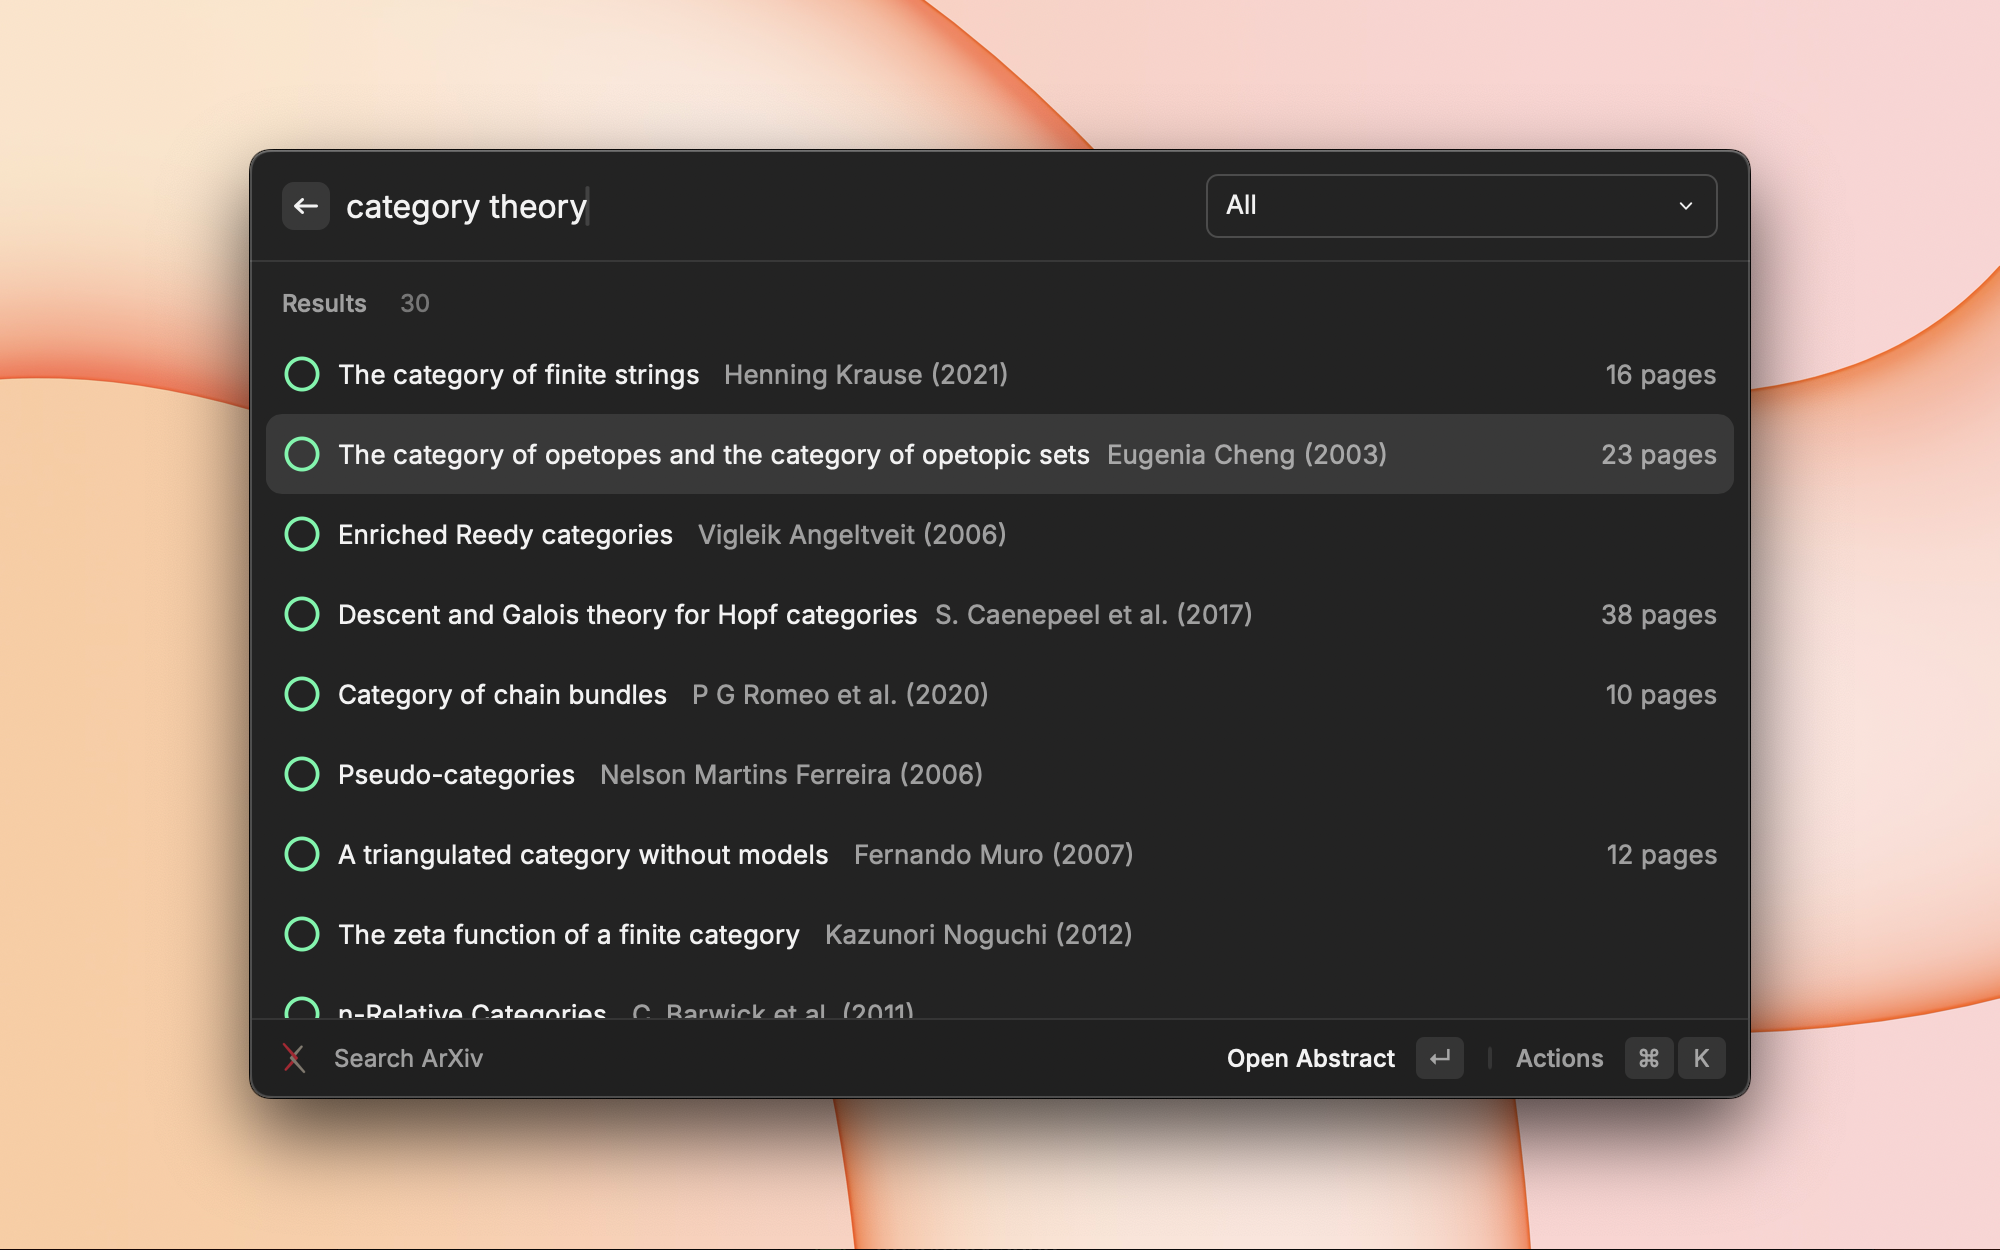 category theory
All
Results 30
The category of finite strings Henning Krause (2021) 16 pages
The category of opetopes and the category of opetopic sets Eugenia Cheng (2003) 23 pages
Enriched Reedy categories Vigleik Angeltveit (2006)
Descent and Galois theory for Hopf categories S. Caenepeel et al. (2017) 38 pages
Category of chain bundles P G Romeo et al. (2020) 10 pages
Pseudo-categories Nelson Martins Ferreira (2006)
A triangulated category without models Fernando Muro (2007) 12 pages
The zeta function of a finite category Kazunori Noguchi (2012)
n-Relative Categories C. Barwick et al. (2011)
Search ArXiv
Open Abstract ↵ Actions ⌘ K